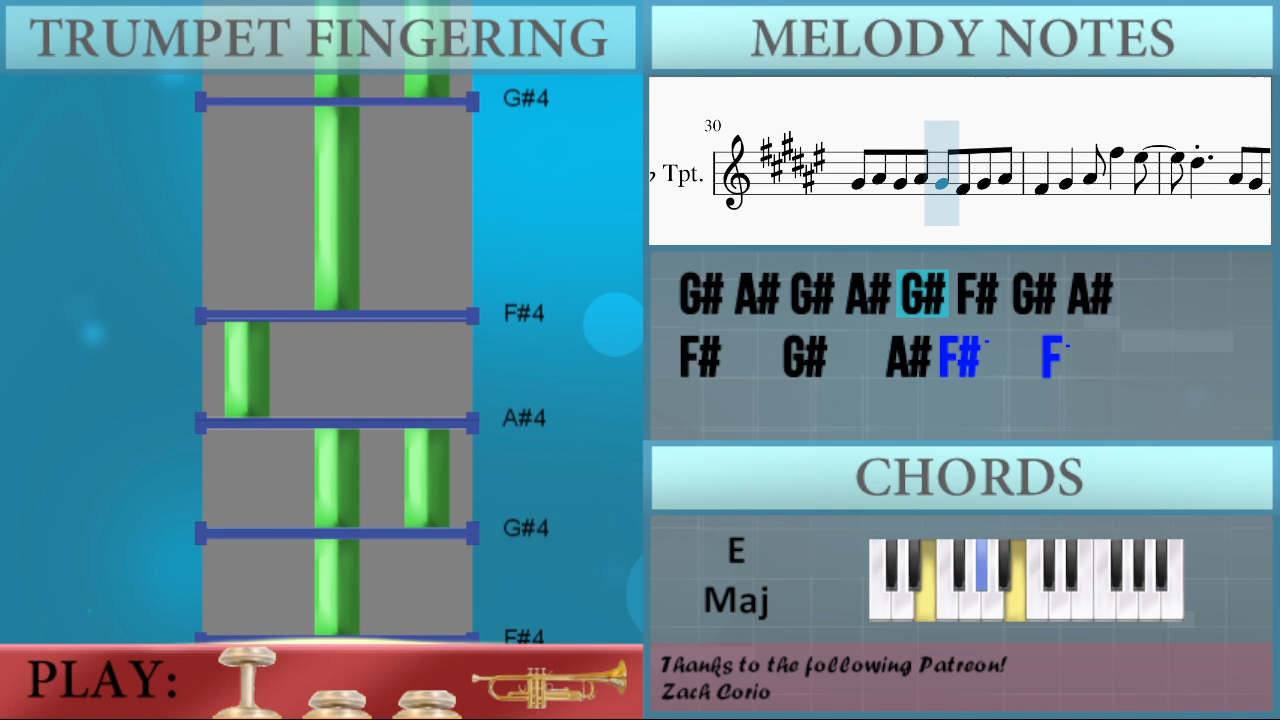 TRUMPET FINGERING
G#4
F#4
A#4
G#4
F#4
PLAY:
MELODY NOTES
30
Tpt.
G# A# G# A# G# F# G# A#
F# G# A# F#- F-
CHORDS
E
Maj
Thanks to the following Patreon!
Zach Corio